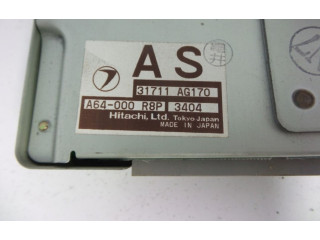 AS
31711 AG170
A64-000 R8P 3404
Hitachi, Ltd. Tokyo Japan
MADE IN JAPAN